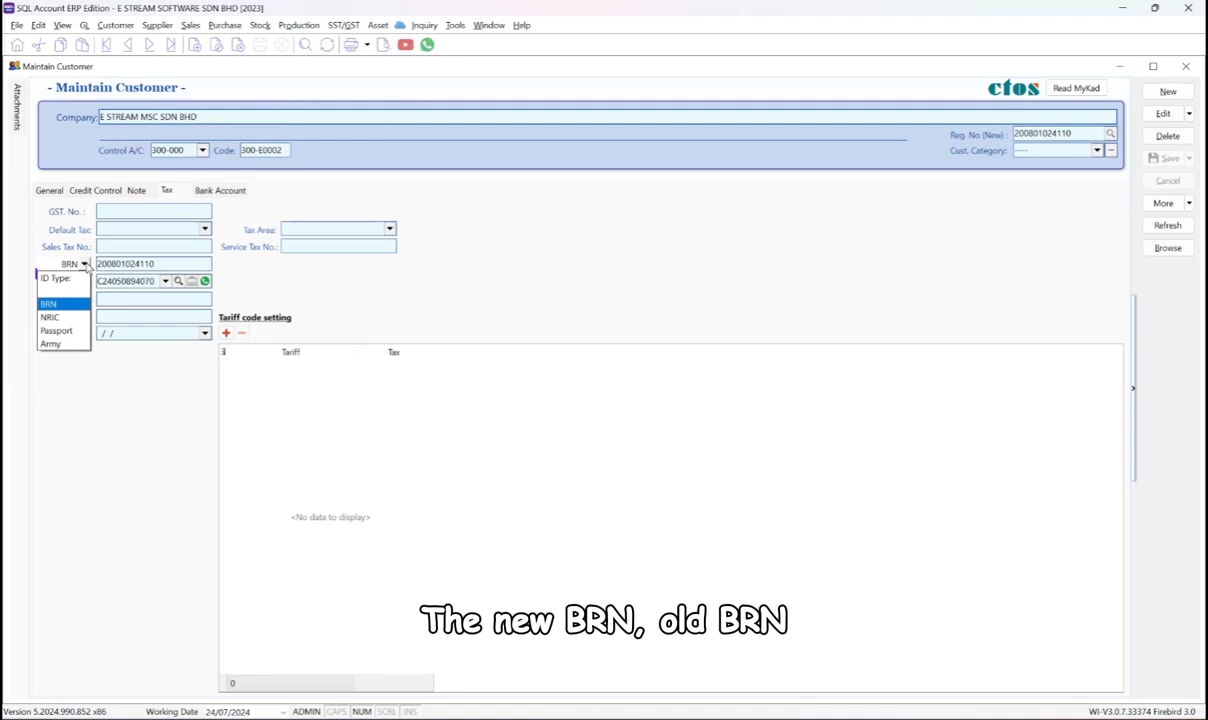 SQL Account ERP Edition - E STREAM SOFTWARE SDN BHD [2023]
File Edit View GL Customer Supplier Sales Stock Purchase Production SST/GST Asset Inquiry Tools Window Help
Maintain Customer
Attachments
- Maintain Customer -
ctos
Read MyKad
New
Company: E STREAM MSC SDN BHD
Edit
Reg. No (New) : 200801024110
Delete
Control A/C: 300-000 Code: 300-E0002
Cust. Category: ----
Save
Cancel
General Credit Control Note Tax Bank Account
More
GST. No. :
Refresh
Default Tax: Tax Area:
Sales Tax No.: Service Tax No.:
Browse
BRN 200801024110
ID Type:
C24050894070
BRN
NRIC
Tariff code setting
Passport
/ /
Army
Tariff Tax
<No data to display>
The new BRN, old BRN
0
Version 5.2024.990.852 x86 Working Date 24/07/2024 ADMIN CAPS NUM SCRL INS WI-V3.0.7.33374 Firebird 3.0